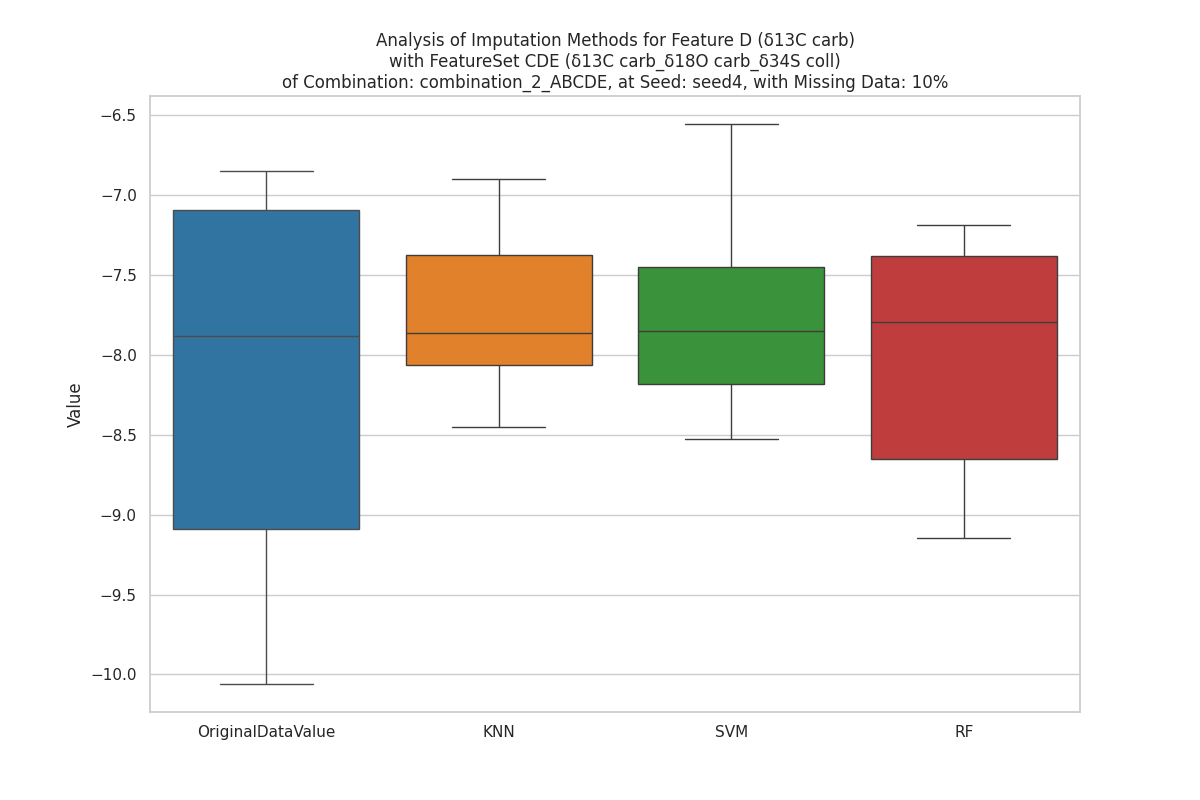 Analysis of Imputation Methods for Feature D (δ13C carb)
with FeatureSet CDE (δ13C carb_δ18O carb_δ34S coll)
of Combination: combination_2_ABCDE, at Seed: seed4, with Missing Data: 10%
−6.5
−7.0
−7.5
−8.0
−8.5
−9.0
−9.5
−10.0
Value
OriginalDataValue
KNN
SVM
RF